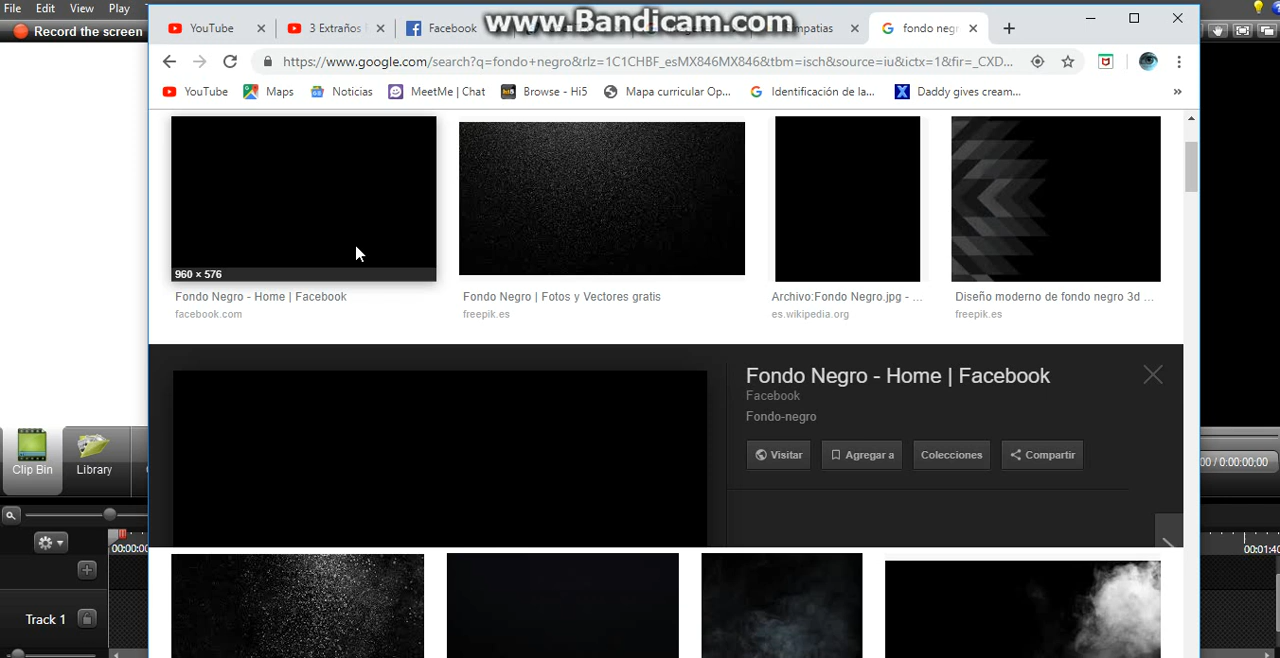 File Edit View Play
Record the screen
YouTube
3 Extraños
Facebook
www.Bandicam.com
mpatias
fondo negr
https://www.google.com/search?q=fondo+negro&rlz=1C1CHBF_esMX846MX846&tbm=isch&source=iu&ictx=1&fir=_CXD...
YouTube
Maps
Noticias
MeetMe | Chat
Browse - Hi5
Mapa curricular Op...
Identificación de la...
Daddy gives cream...
»
960 × 576
Fondo Negro - Home | Facebook
facebook.com
Fondo Negro | Fotos y Vectores gratis
freepik.es
Archivo:Fondo Negro.jpg - ...
es.wikipedia.org
Diseño moderno de fondo negro 3d ...
freepik.es
Fondo Negro - Home | Facebook
Facebook
Fondo-negro
Visitar
Agregar a
Colecciones
Compartir
Clip Bin
Library
00 / 0:00:00,00
00:00:00
00:01:40
Track 1